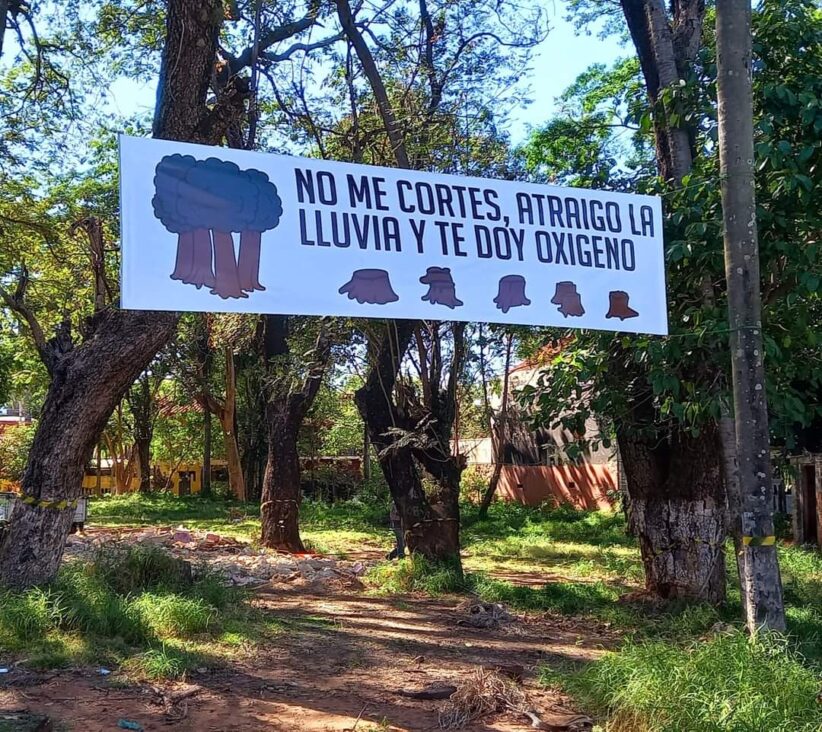 NO ME CORTES, ATRAIGO LA
LLUVIA Y TE DOY OXIGENO